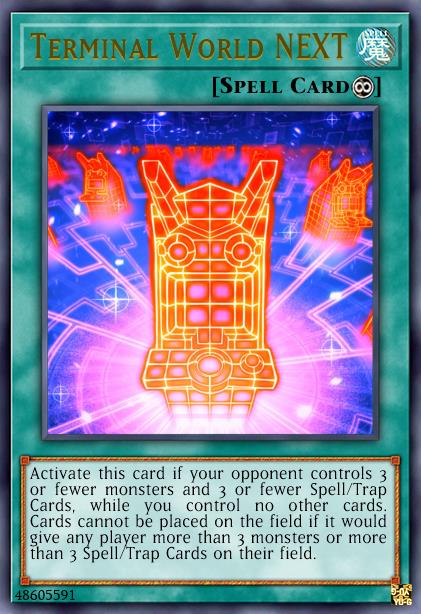 TERMINAL WORLD NEXT
SPELL
魔
[SPELL CARD]
Activate this card if your opponent controls 3
or fewer monsters and 3 or fewer Spell/Trap
Cards, while you control no other cards.
Cards cannot be placed on the field if it would
give any player more than 3 monsters or more
than 3 Spell/Trap Cards on their field.
48605591